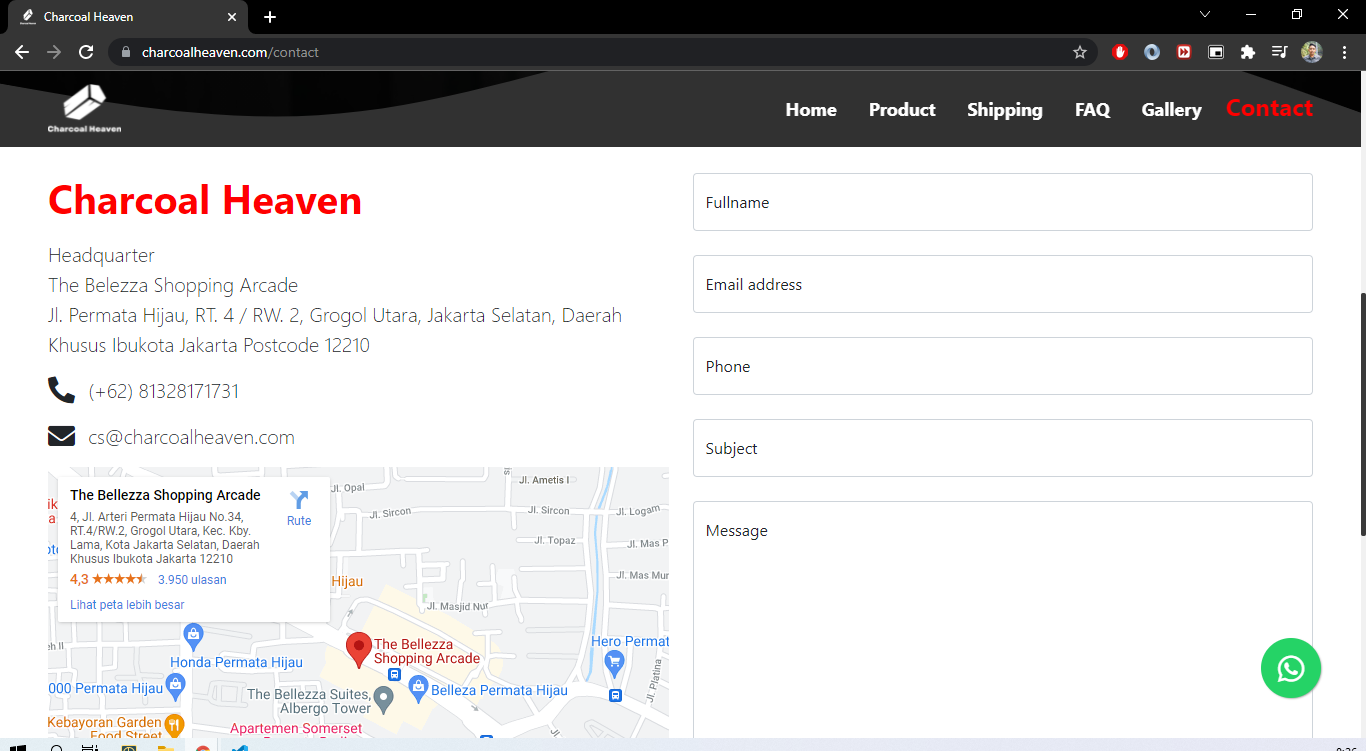 Charcoal Heaven
charcoalheaven.com/contact
Charcoal Heaven
Home
Product
Shipping
FAQ
Gallery
Contact
Charcoal Heaven
Headquarter
The Belezza Shopping Arcade
Jl. Permata Hijau, RT. 4 / RW. 2, Grogol Utara, Jakarta Selatan, Daerah
Khusus Ibukota Jakarta Postcode 12210
(+62) 81328171731
cs@charcoalheaven.com
The Bellezza Shopping Arcade
4, Jl. Arteri Permata Hijau No.34,
RT.4/RW.2, Grogol Utara, Kec. Kby.
Lama, Kota Jakarta Selatan, Daerah
Khusus Ibukota Jakarta 12210
4,3
3.950 ulasan
Lihat peta lebih besar
Rute
Jl. Opal
Jl. Ametis I
Jl. Sircon
Jl. Sircon
Jl. Logam
Jl. Topaz
Jl. Mas P
Jl. Mas Mur
Hijau
Jl. Masjid Nur
The Bellezza
Shopping Arcade
Hero Permat
Honda Permata Hijau
000 Permata Hijau
The Bellezza Suites,
Albergo Tower
Belleza Permata Hijau
Jl. Platina
Kebayoran Garden
Food Street
Apartemen Somerset
Fullname
Email address
Phone
Subject
Message